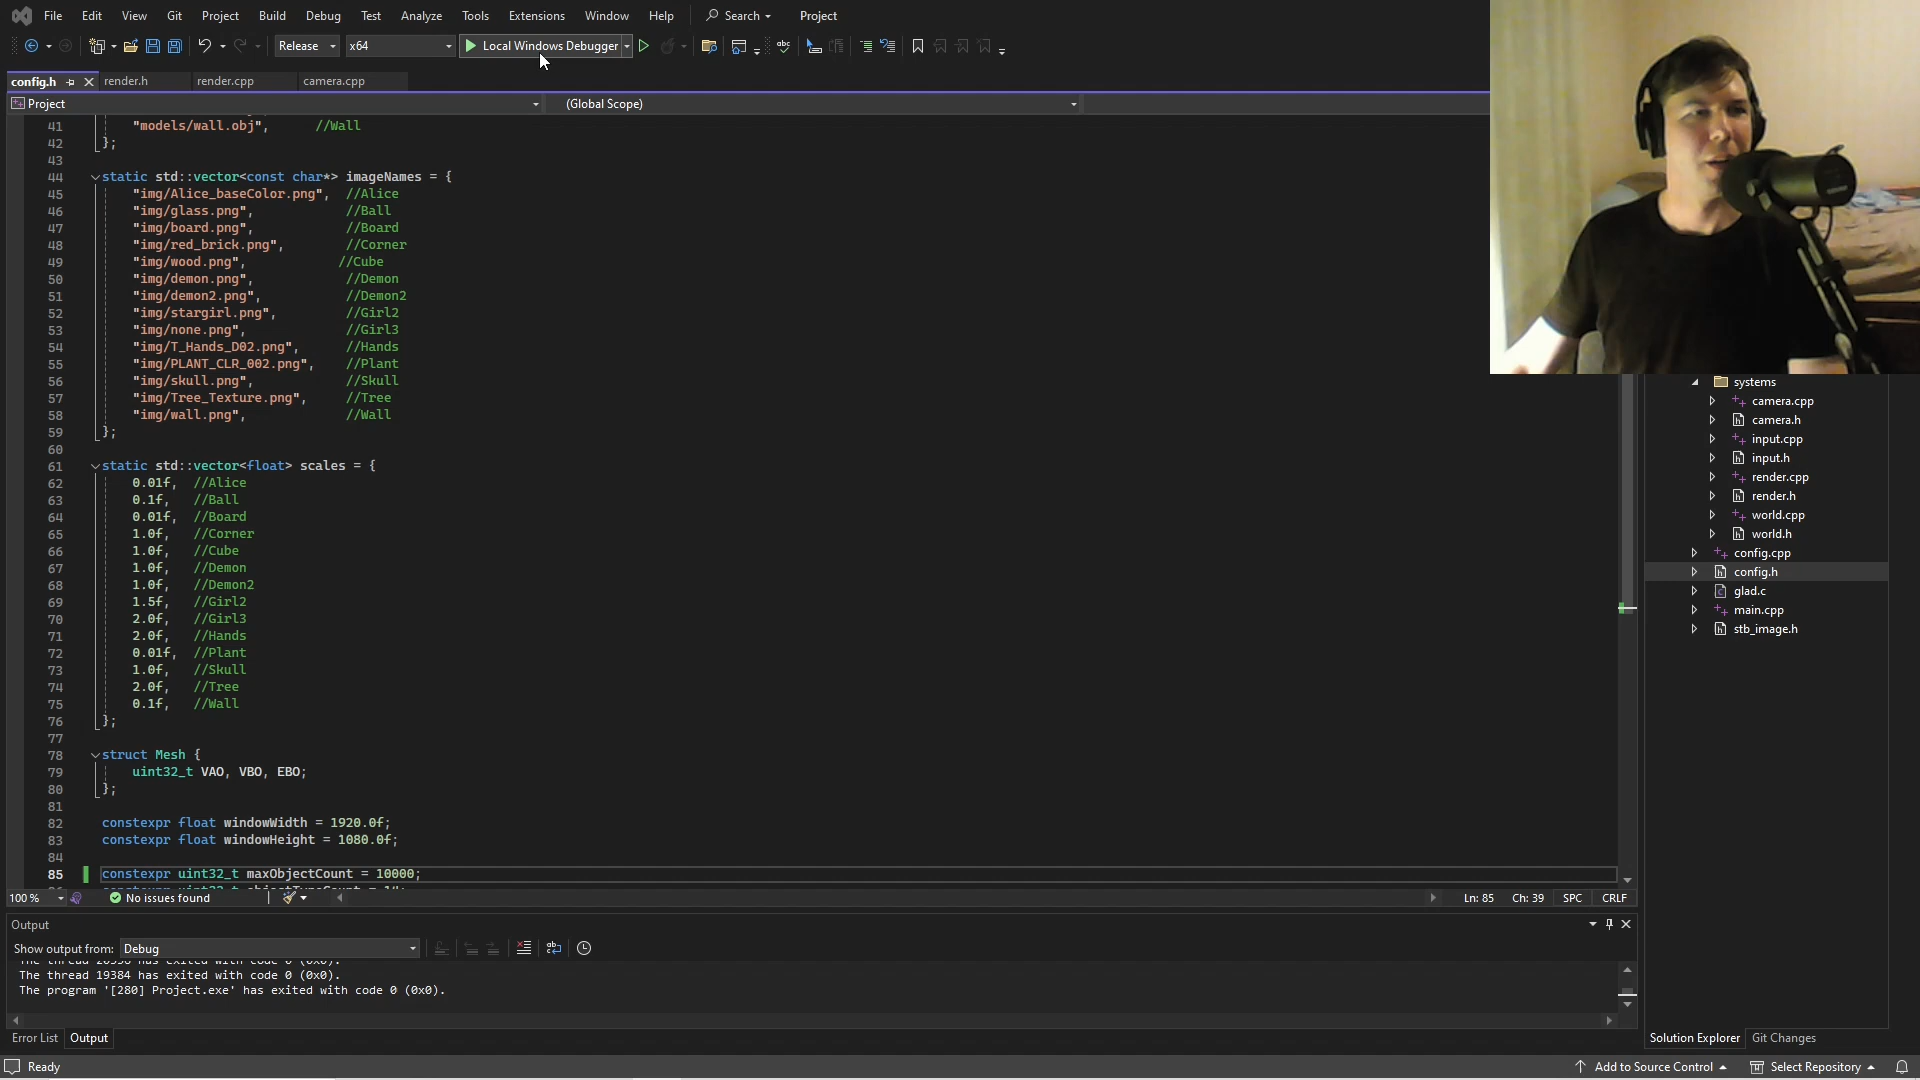 File Edit View Git Project Build Debug Test Analyze Tools Extensions Window Help Search Project
Release x64 Local Windows Debugger
config.h render.h render.cpp camera.cpp
Project (Global Scope)
41 "models/wall.obj", //Wall
42 };
43
44 static std::vector<const char*> imageNames = {
45 "img/Alice_baseColor.png", //Alice
46 "img/glass.png", //Ball
47 "img/board.png", //Board
48 "img/red_brick.png", //Corner
49 "img/wood.png", //Cube
50 "img/demon.png", //Demon
51 "img/demon2.png", //Demon2
52 "img/stargirl.png", //Girl2
53 "img/none.png", //Girl3
54 "img/T_Hands_D02.png", //Hands
55 "img/PLANT_CLR_002.png", //Plant
56 "img/skull.png", //Skull
57 "img/Tree_Texture.png", //Tree
58 "img/wall.png", //Wall
59 };
60
61 static std::vector<float> scales = {
62 0.01f, //Alice
63 0.1f, //Ball
64 0.01f, //Board
65 1.0f, //Corner
66 1.0f, //Cube
67 1.0f, //Demon
68 1.0f, //Demon2
69 1.5f, //Girl2
70 2.0f, //Girl3
71 2.0f, //Hands
72 0.01f, //Plant
73 1.0f, //Skull
74 2.0f, //Tree
75 0.1f, //Wall
76 };
77
78 struct Mesh {
79 uint32_t VAO, VBO, EBO;
80 };
81
82 constexpr float windowWidth = 1920.0f;
83 constexpr float windowHeight = 1080.0f;
84
85 constexpr uint32_t maxObjectCount = 10000;
100 % No issues found Ln: 85 Ch: 39 SPC CRLF
Output
Show output from: Debug
The thread 19384 has exited with code 0 (0x0).
The program '[280] Project.exe' has exited with code 0 (0x0).
Error List Output
systems
camera.cpp
camera.h
input.cpp
input.h
render.cpp
render.h
world.cpp
world.h
config.cpp
config.h
glad.c
main.cpp
stb_image.h
Solution Explorer Git Changes
Ready Add to Source Control Select Repository